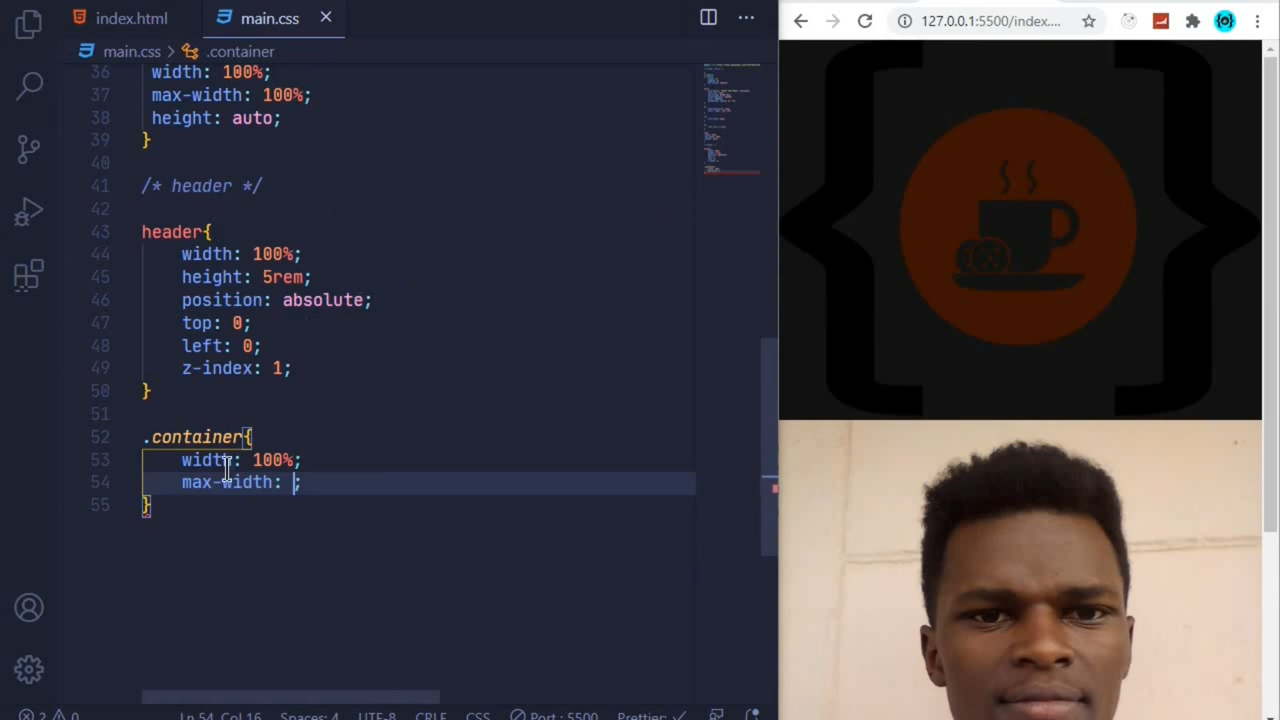 index.html
main.css
127.0.0.1:5500/index....
main.css > .container
36 width: 100%;
37 max-width: 100%;
38 height: auto;
39 }
40
41 /* header */
42
43 header{
44 width: 100%;
45 height: 5rem;
46 position: absolute;
47 top: 0;
48 left: 0;
49 z-index: 1;
50 }
51
52 .container{
53 width: 100%;
54 max-width: ;
55 }
2 0 Ln 54, Col 16 Spaces: 4 UTF-8 CRLF CSS Port : 5500 Prettier: ✓